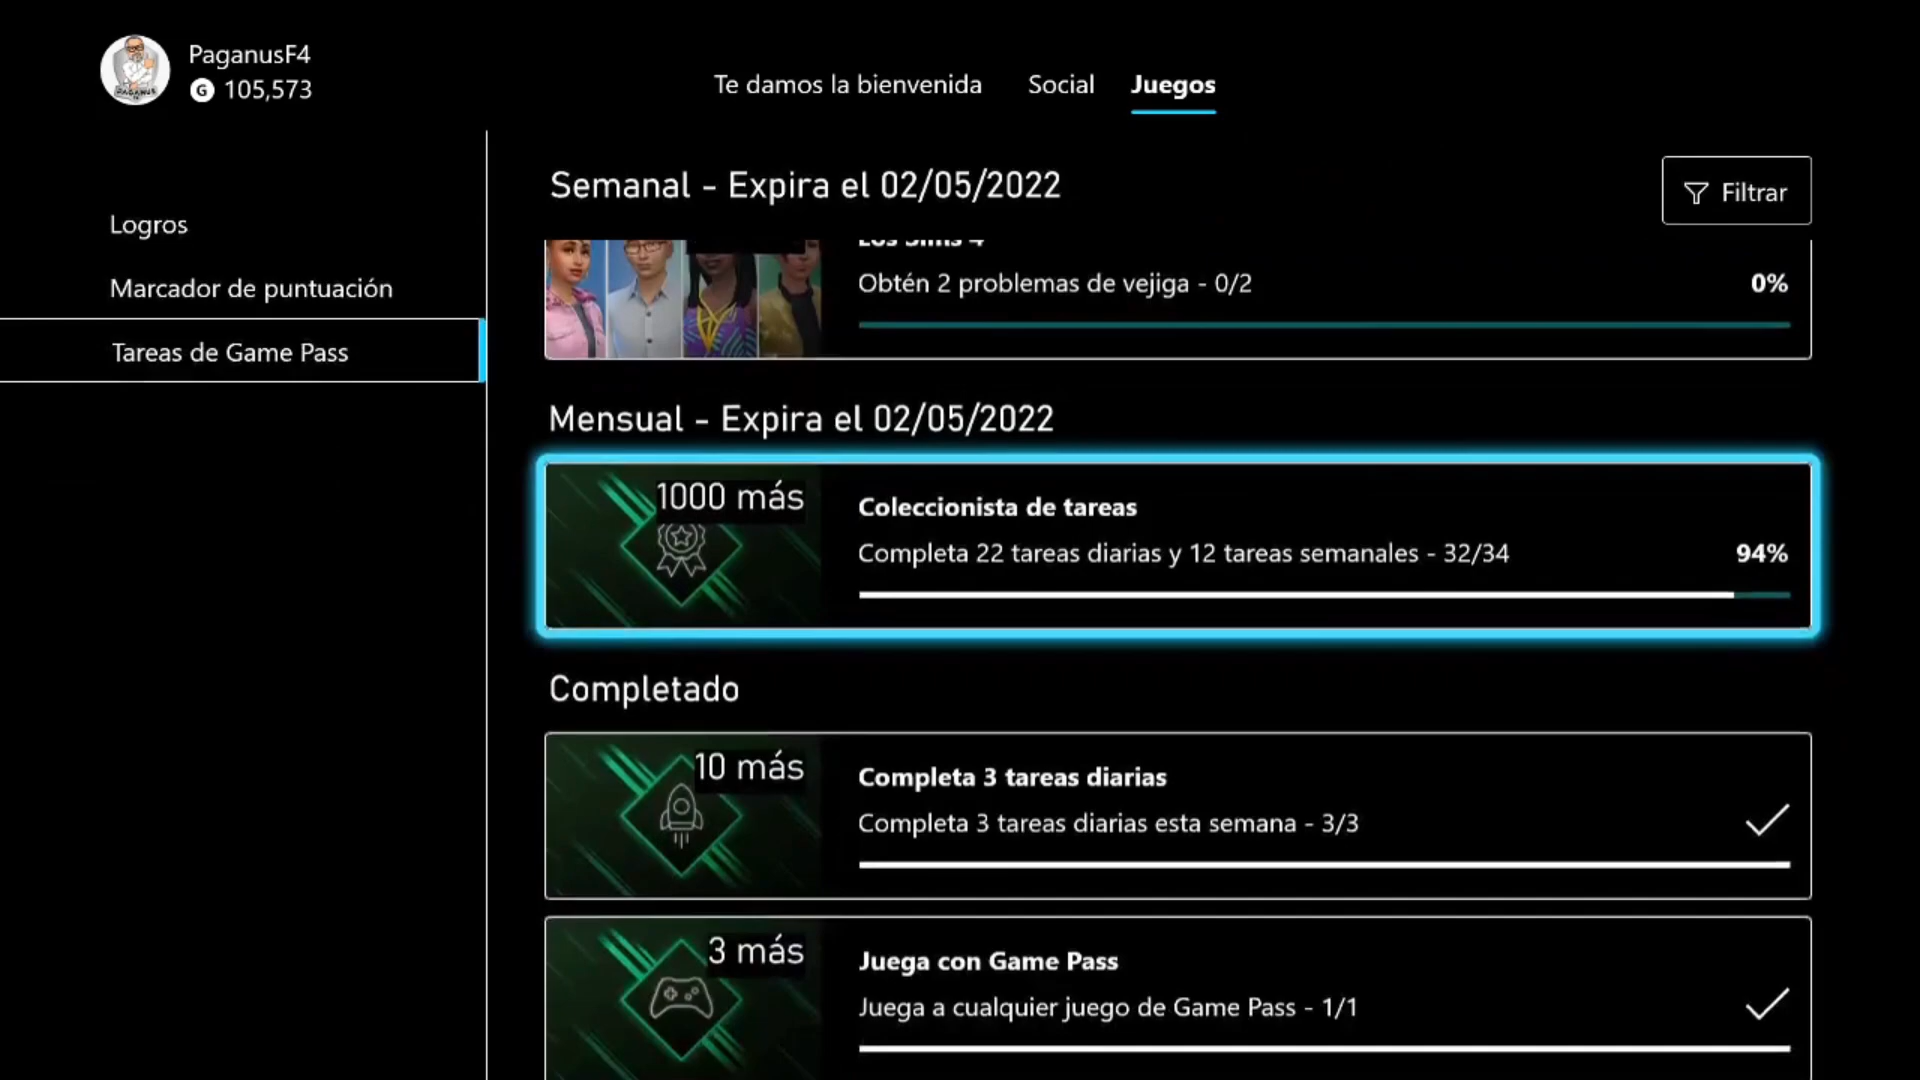 PaganusF4
G 105,573
Te damos la bienvenida
Social
Juegos
Logros
Marcador de puntuación
Tareas de Game Pass
Semanal - Expira el 02/05/2022
Filtrar
Los Sims 4
Obtén 2 problemas de vejiga - 0/2
0%
Mensual - Expira el 02/05/2022
1000 más
Coleccionista de tareas
Completa 22 tareas diarias y 12 tareas semanales - 32/34
94%
Completado
10 más
Completa 3 tareas diarias
Completa 3 tareas diarias esta semana - 3/3
3 más
Juega con Game Pass
Juega a cualquier juego de Game Pass - 1/1